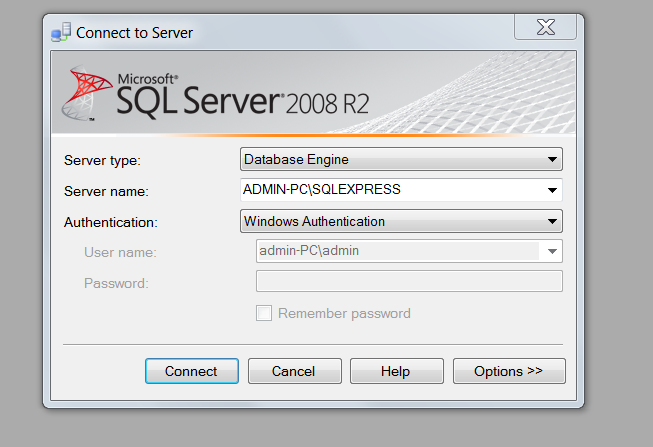 Connect to Server
Microsoft®
SQL Server® 2008 R2
Server type: Database Engine
Server name: ADMIN-PC\SQLEXPRESS
Authentication: Windows Authentication
User name: admin-PC\admin
Password:
Remember password
Connect Cancel Help Options >>